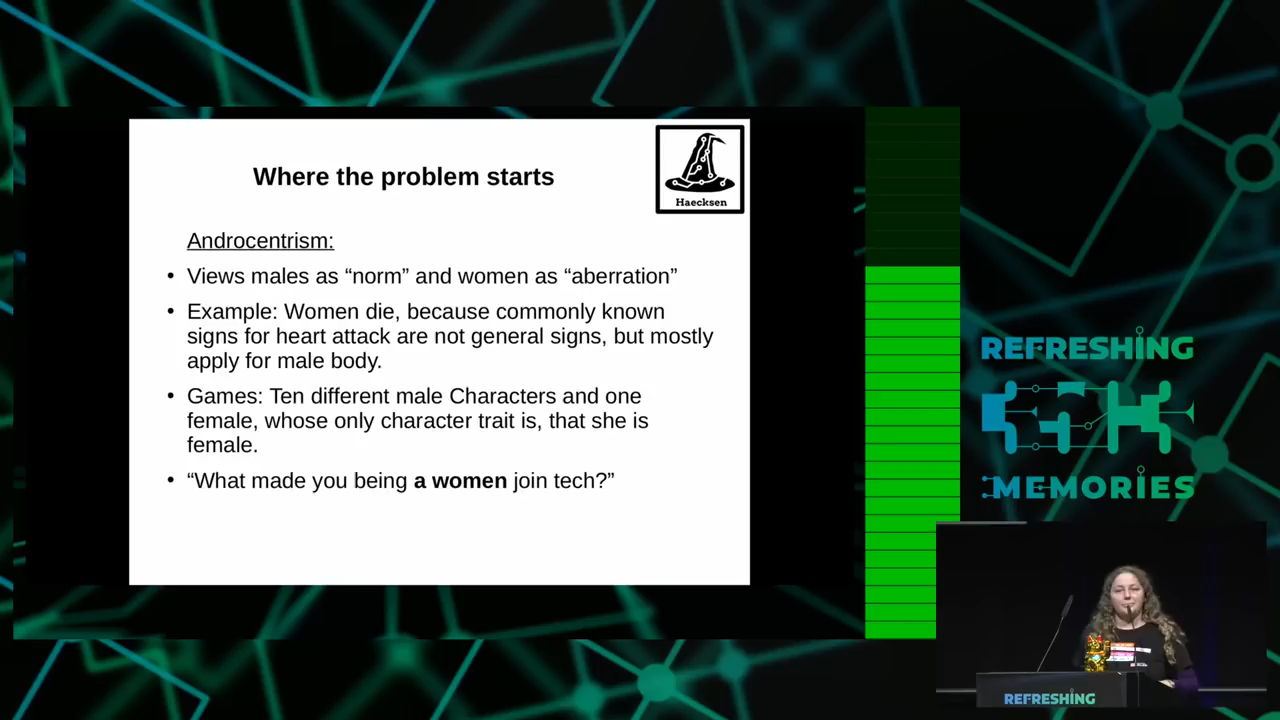 Where the problem starts
Haecksen
Androcentrism:
• Views males as “norm” and women as “aberration”
• Example: Women die, because commonly known
signs for heart attack are not general signs, but mostly
apply for male body.
• Games: Ten different male Characters and one
female, whose only character trait is, that she is
female.
• “What made you being a women join tech?”
REFRESHING
MEMORIES
REFRESHING